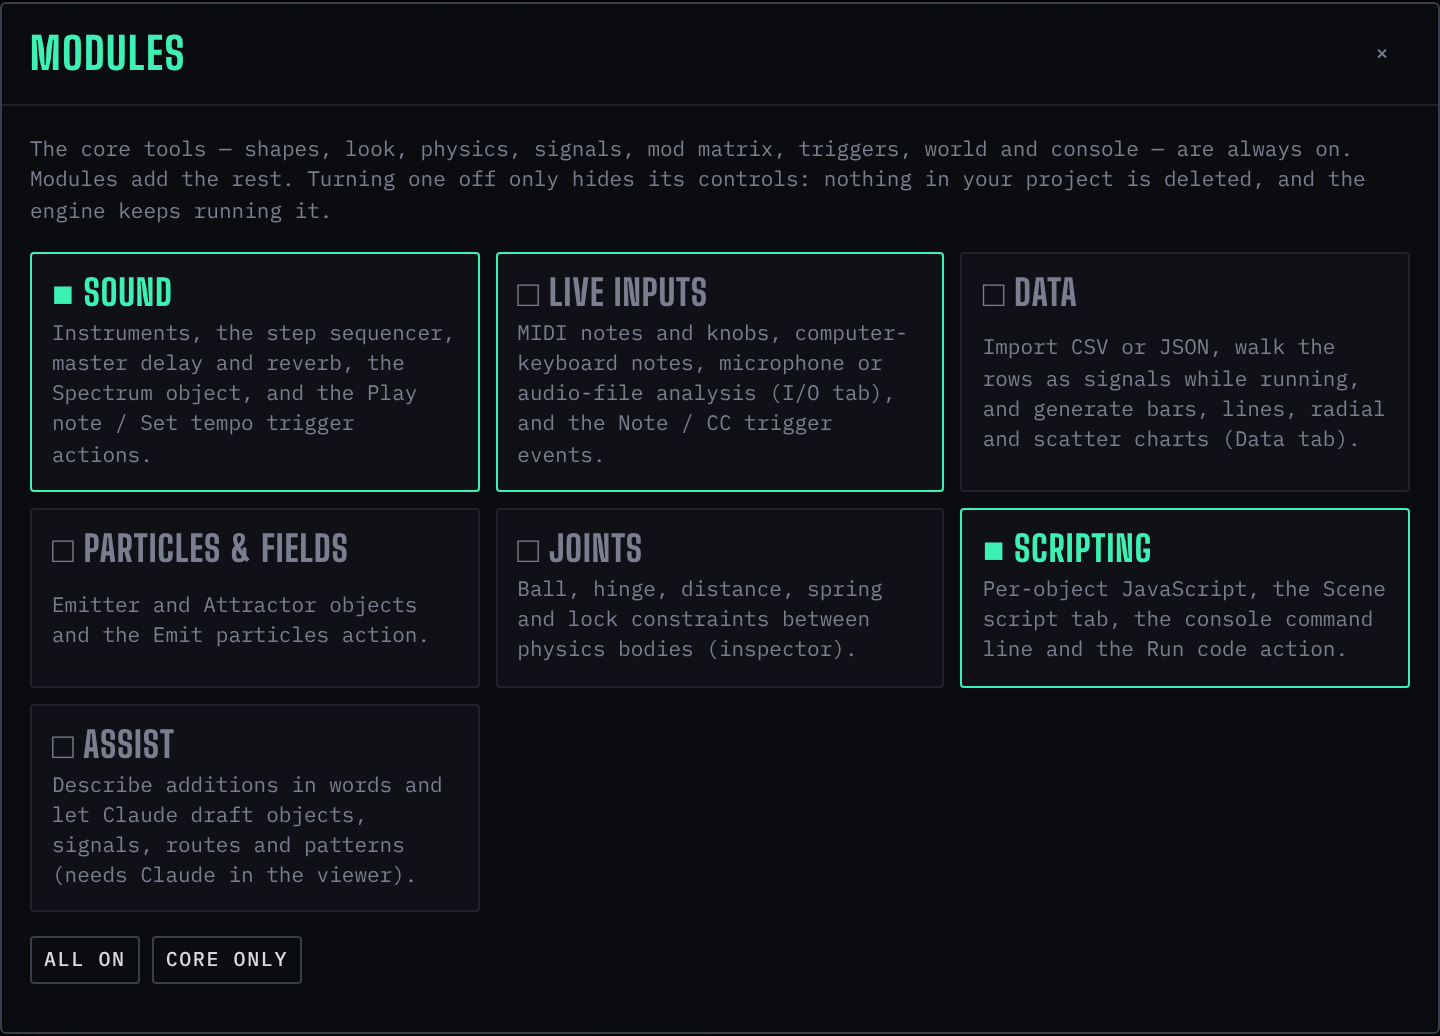 MODULES
×
The core tools — shapes, look, physics, signals, mod matrix, triggers, world and console — are always on.
Modules add the rest. Turning one off only hides its controls: nothing in your project is deleted, and the
engine keeps running it.
■ SOUND
Instruments, the step sequencer,
master delay and reverb, the
Spectrum object, and the Play
note / Set tempo trigger
actions.
□ LIVE INPUTS
MIDI notes and knobs, computer-
keyboard notes, microphone or
audio-file analysis (I/O tab),
and the Note / CC trigger
events.
□ DATA
Import CSV or JSON, walk the
rows as signals while running,
and generate bars, lines, radial
and scatter charts (Data tab).
□ PARTICLES & FIELDS
Emitter and Attractor objects
and the Emit particles action.
□ JOINTS
Ball, hinge, distance, spring
and lock constraints between
physics bodies (inspector).
■ SCRIPTING
Per-object JavaScript, the Scene
script tab, the console command
line and the Run code action.
□ ASSIST
Describe additions in words and
let Claude draft objects,
signals, routes and patterns
(needs Claude in the viewer).
ALL ON
CORE ONLY